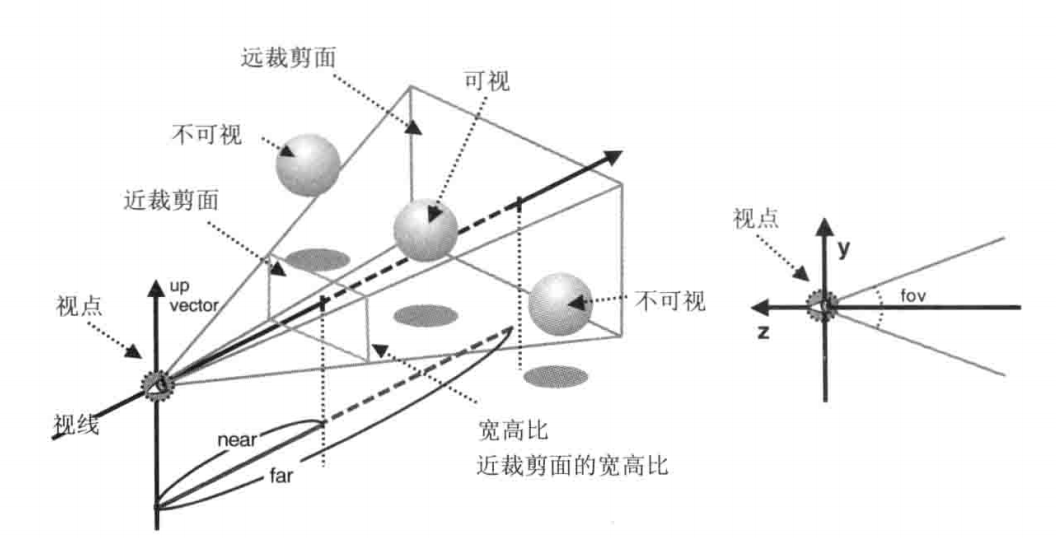 远裁剪面
可视
不可视
近裁剪面
up
vector
视点
视线
near
far
不可视
宽高比
近裁剪面的宽高比
视点
y
z
fov